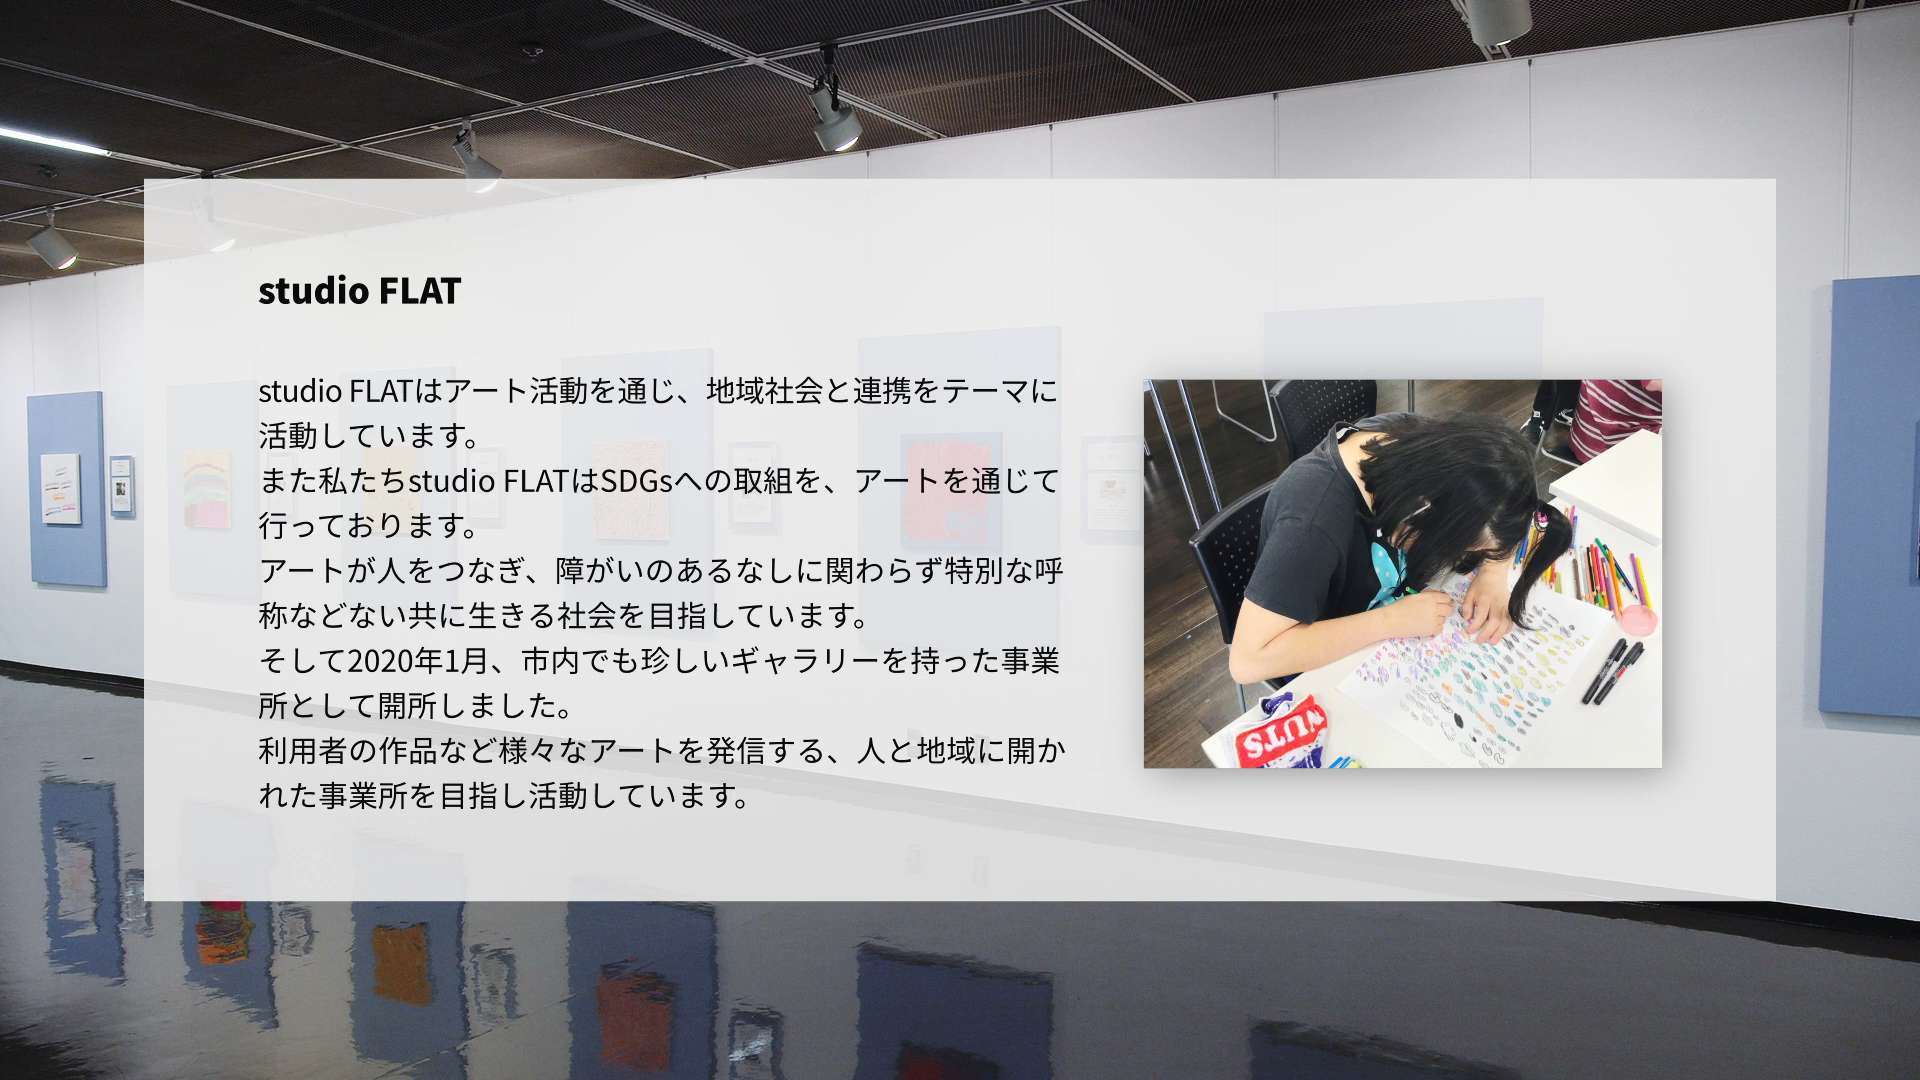 studio FLAT
studio FLATはアート活動を通じ、地域社会と連携をテーマに
活動しています。
また私たちstudio FLATはSDGsへの取組を、アートを通じて
行っております。
アートが人をつなぎ、障がいのあるなしに関わらず特別な呼
称などない共に生きる社会を目指しています。
そして2020年1月、市内でも珍しいギャラリーを持った事業
所として開所しました。
利用者の作品など様々なアートを発信する、人と地域に開か
れた事業所を目指し活動しています。
NUTS